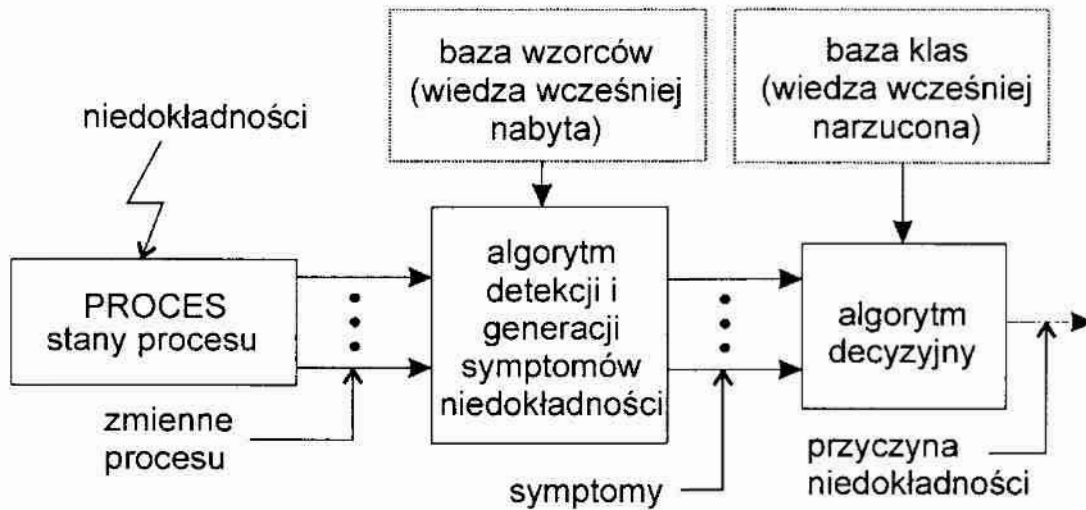 baza wzorców
(wiedza wcześniej
nabyta)
baza klas
(wiedza wcześniej
narzucona)
niedokładności
PROCES
stany procesu
algorytm
detekcji i
generacji
symptomów
niedokładności
algorytm
decyzyjny
zmienne
procesu
symptomy
przyczyna
niedokładności